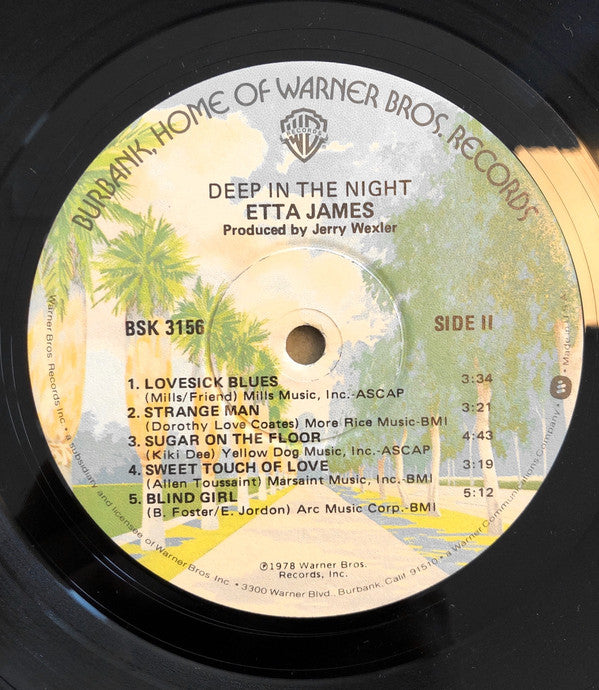 BURBANK, HOME OF WARNER BROS. RECORDS
WB
RECORDS
DEEP IN THE NIGHT
ETTA JAMES
Produced by Jerry Wexler
BSK 3156
SIDE II
1. LOVESICK BLUES 3:34
(Mills/Friend) Mills Music, Inc.-ASCAP
2. STRANGE MAN 3:21
(Dorothy Love Coates) More Rice Music-BMI
3. SUGAR ON THE FLOOR 4:43
(Kiki Dee) Yellow Dog Music, Inc.-ASCAP
4. SWEET TOUCH OF LOVE 3:19
(Allen Toussaint) Marsaint Music, Inc.-BMI
5. BLIND GIRL 5:12
(B. Foster/E. Jordon) Arc Music Corp.-BMI
℗1978 Warner Bros.
Records, Inc.
Warner Bros. Records Inc. • a subsidiary and licensee of Warner Bros. Inc. • 3300 Warner Blvd., Burbank, Calif. 91510 • a Warner Communications Company • Made in U.S.A.